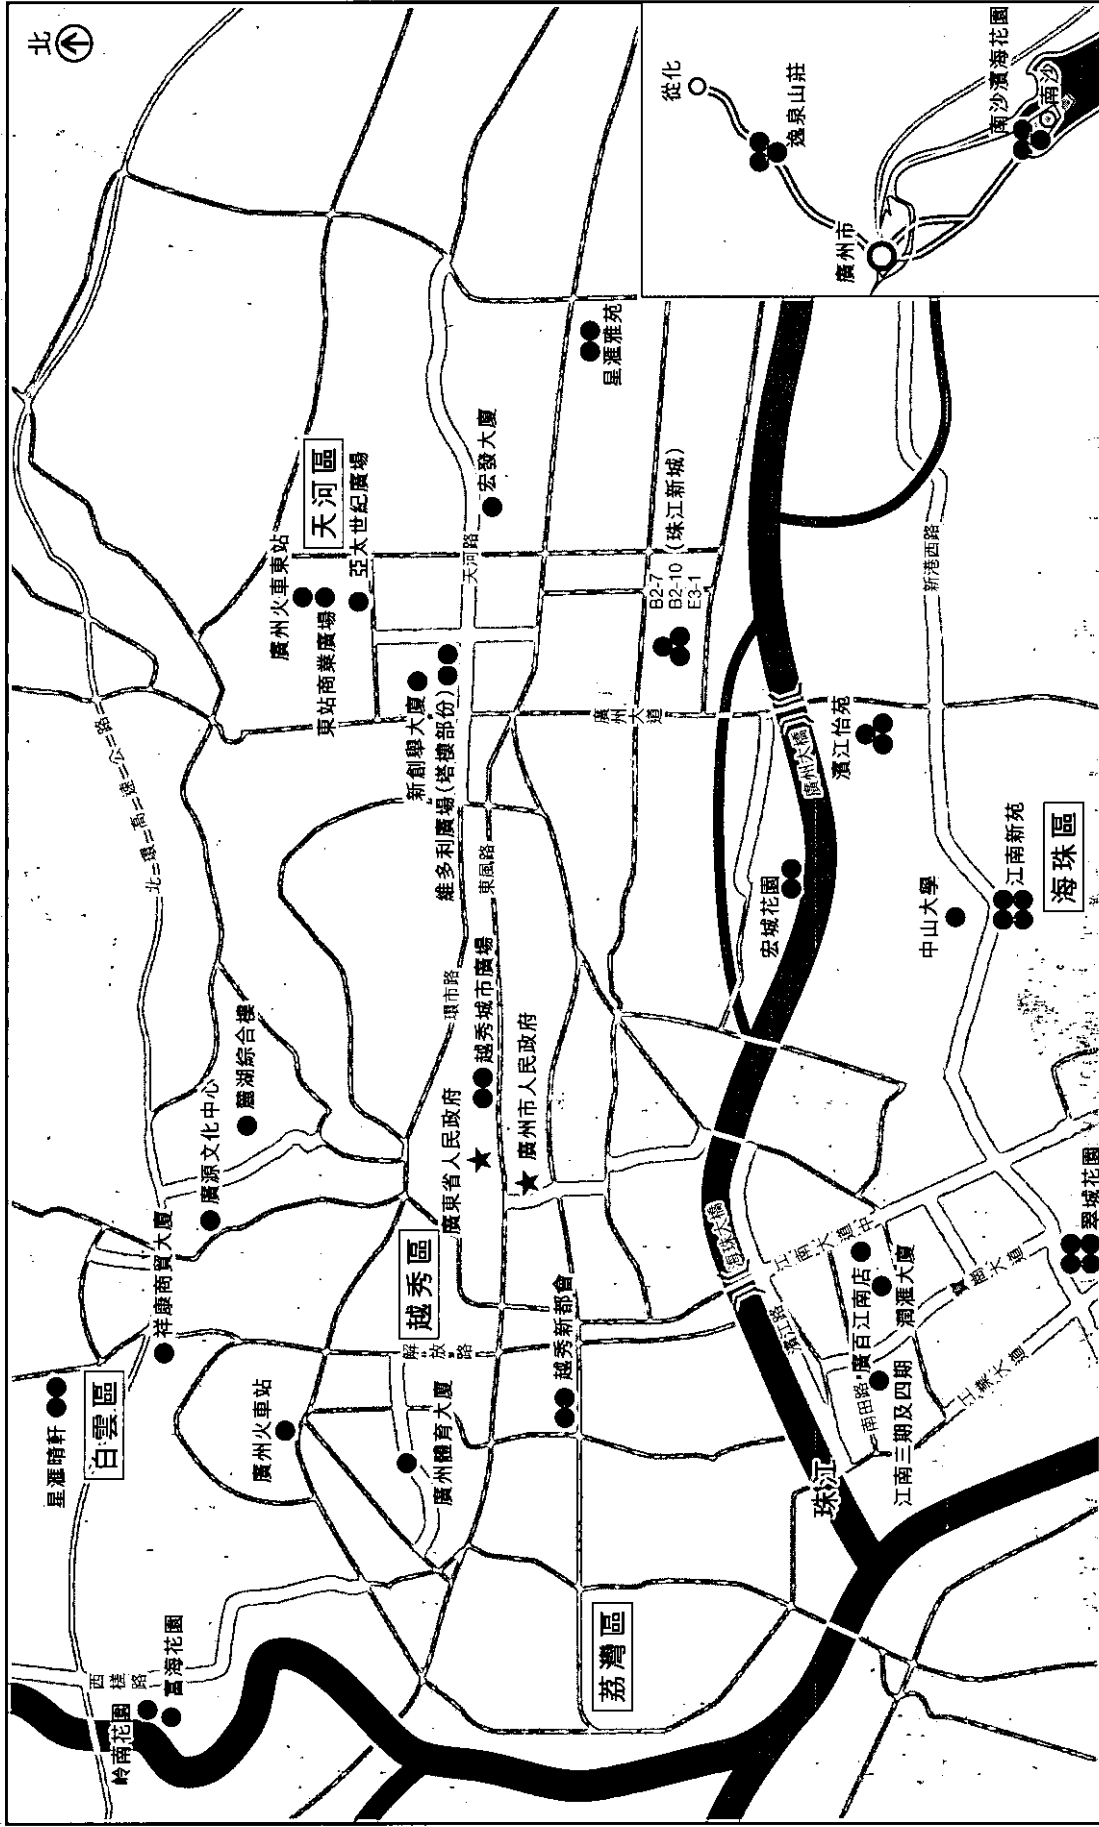 北
嶺南花園
富海花園
西槎路
星滙晴軒
白雲區
祥康商貿大廈
廣源文化中心
麓湖綜合樓
北環高速公路
廣州火車站
廣州體育大廈
越秀區
解放路
廣東省人民政府
廣州市人民政府
越秀城市廣場
越秀新都會
環市路
東風路
荔灣區
廣州火車東站
東站商業廣場
天河區
亞太世紀廣場
新創舉大廈
維多利廣場(塔樓部份)
天河路
宏發大廈
星滙雅苑
B2-7
B2-10 (珠江新城)
E3-1
廣州大道
廣州大橋
濱江怡苑
宏城花園
新港西路
中山大學
江南新苑
海珠區
珠江
海珠大橋
濱江路
江南大道中
南田路
廣百江南店
潤滙大廈
江南三期及四期
寶崗大道
工業大道
翠城花園
從化
逸泉山莊
廣州市
南沙濱海花園
南沙